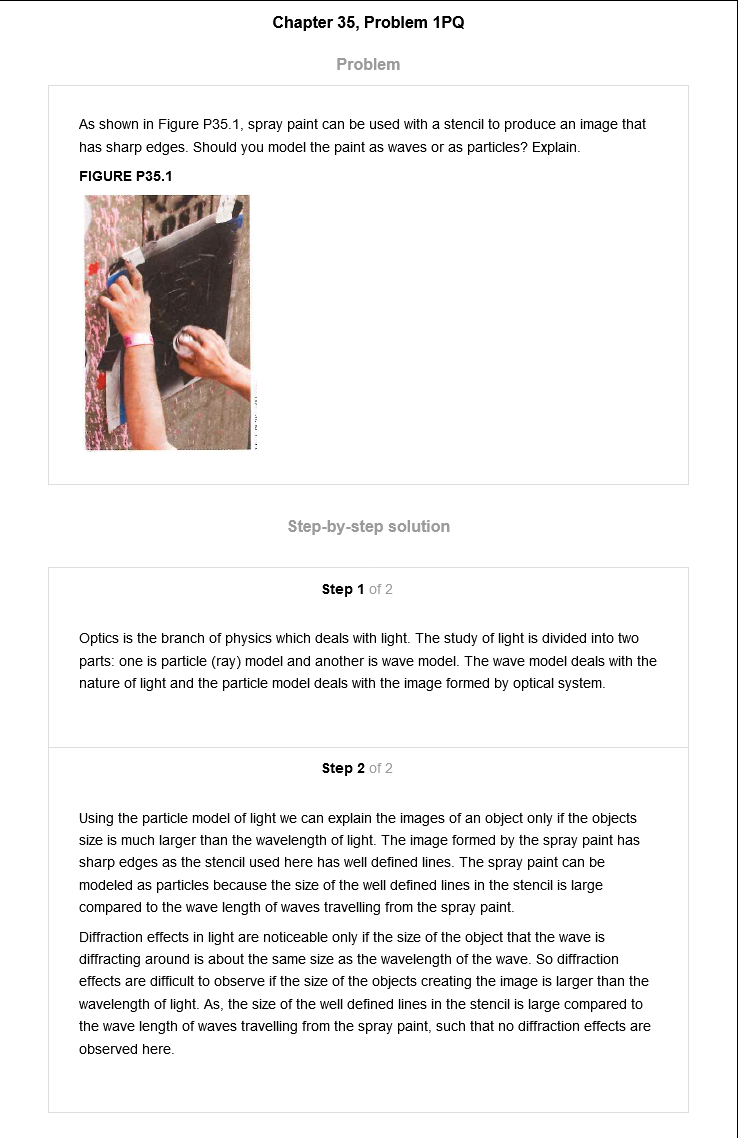 Chapter 35, Problem 1PQ
Problem
As shown in Figure P35.1, spray paint can be used with a stencil to produce an image that
has sharp edges. Should you model the paint as waves or as particles? Explain.
FIGURE P35.1
Step-by-step solution
Step 1 of 2
Optics is the branch of physics which deals with light. The study of light is divided into two
parts: one is particle (ray) model and another is wave model. The wave model deals with the
nature of light and the particle model deals with the image formed by optical system.
Step 2 of 2
Using the particle model of light we can explain the images of an object only if the objects
size is much larger than the wavelength of light. The image formed by the spray paint has
sharp edges as the stencil used here has well defined lines. The spray paint can be
modeled as particles because the size of the well defined lines in the stencil is large
compared to the wave length of waves travelling from the spray paint.
Diffraction effects in light are noticeable only if the size of the object that the wave is
diffracting around is about the same size as the wavelength of the wave. So diffraction
effects are difficult to observe if the size of the objects creating the image is larger than the
wavelength of light. As, the size of the well defined lines in the stencil is large compared to
the wave length of waves travelling from the spray paint, such that no diffraction effects are
observed here.